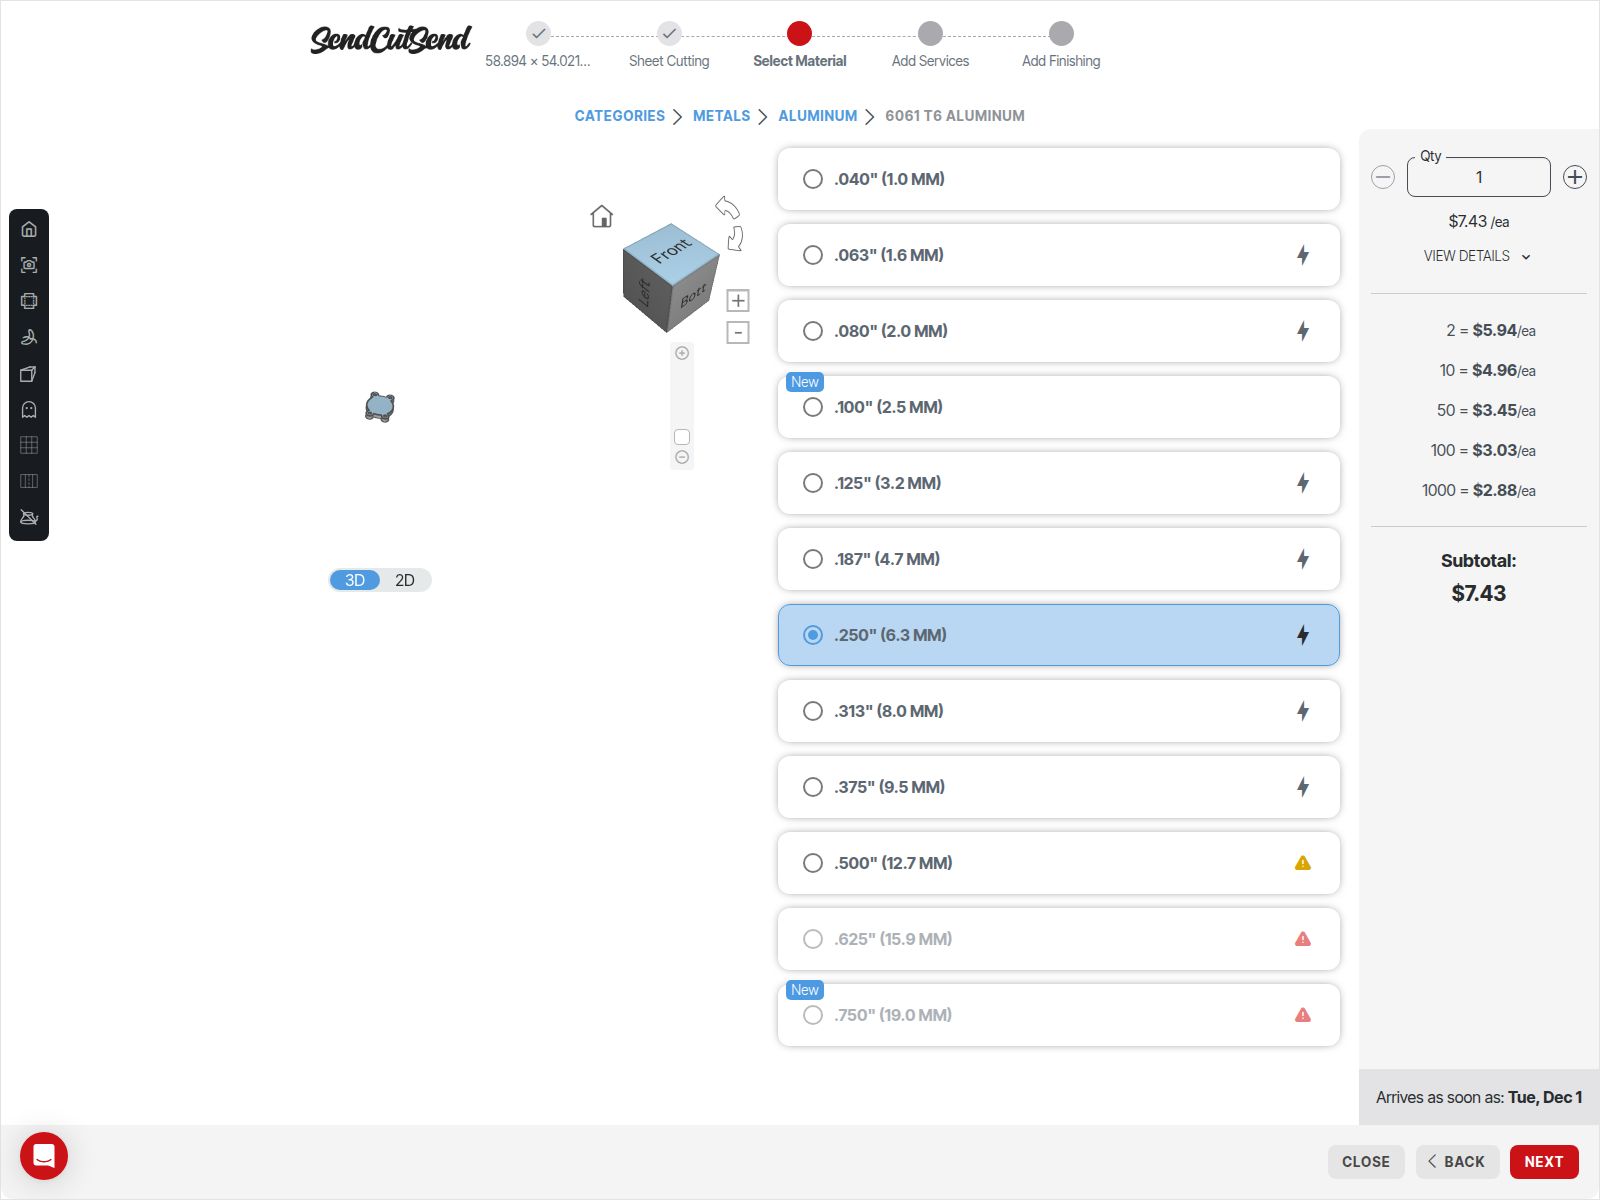 SendCutSend
58.894 × 54.021...
Sheet Cutting
Select Material
Add Services
Add Finishing
CATEGORIES
METALS
ALUMINUM
6061 T6 ALUMINUM
Front
Left
Bott
3D
2D
.040" (1.0 MM)
.063" (1.6 MM)
.080" (2.0 MM)
New
.100" (2.5 MM)
.125" (3.2 MM)
.187" (4.7 MM)
.250" (6.3 MM)
.313" (8.0 MM)
.375" (9.5 MM)
.500" (12.7 MM)
.625" (15.9 MM)
New
.750" (19.0 MM)
Qty
1
$7.43 /ea
VIEW DETAILS
2 = $5.94/ea
10 = $4.96/ea
50 = $3.45/ea
100 = $3.03/ea
1000 = $2.88/ea
Subtotal:
$7.43
Arrives as soon as: Tue, Dec 1
CLOSE
BACK
NEXT